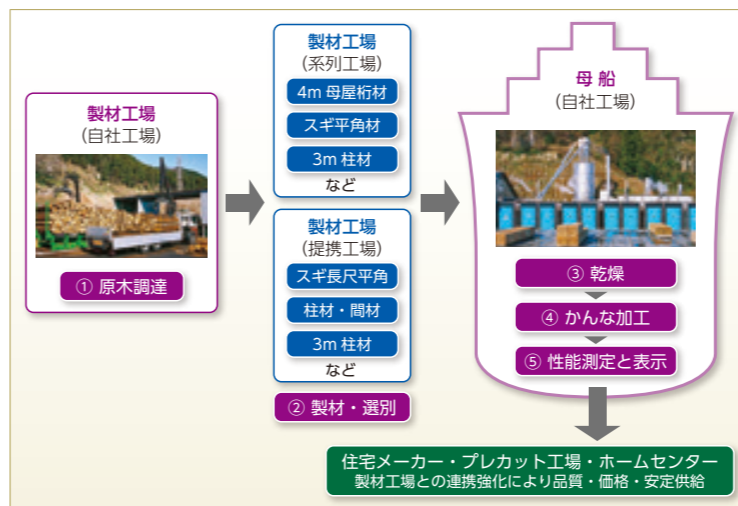 製材工場
(自社工場)
① 原木調達
製材工場
(系列工場)
4m 母屋桁材
スギ平角材
3m 柱材
など
製材工場
(提携工場)
スギ長尺平角
柱材・間材
3m 柱材
など
② 製材・選別
母 船
(自社工場)
③ 乾燥
④ かんな加工
⑤ 性能測定と表示
住宅メーカー・プレカット工場・ホームセンター
製材工場との連携強化により品質・価格・安定供給